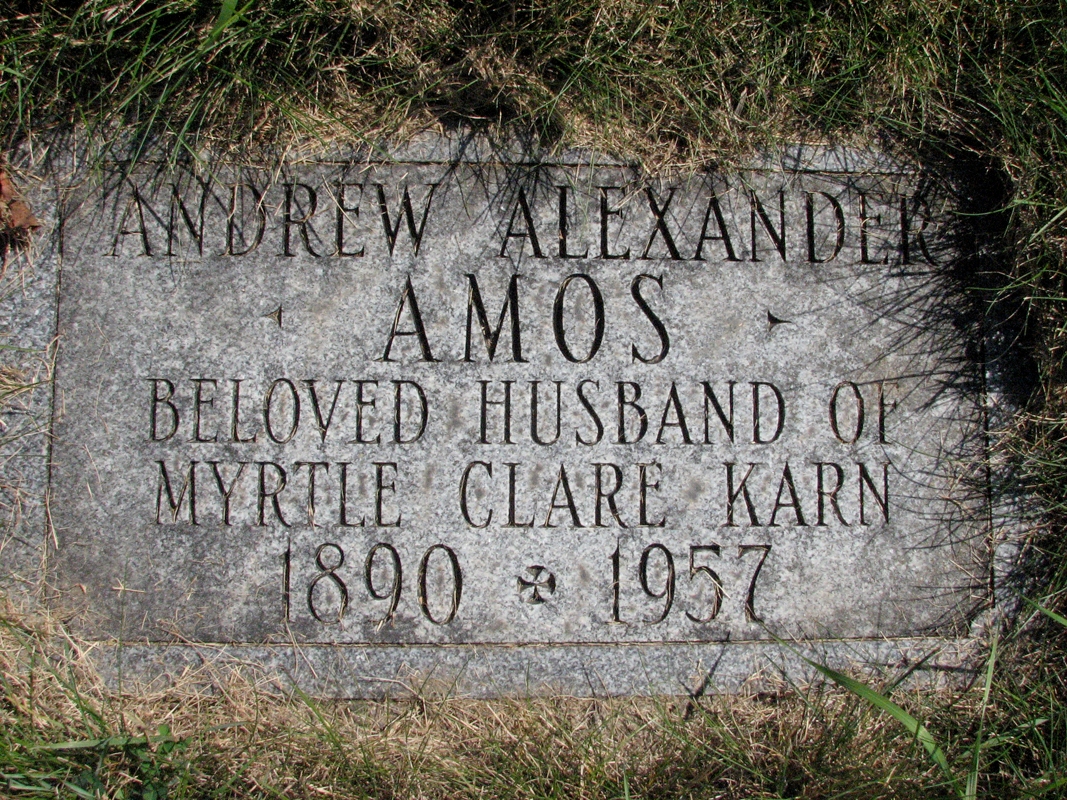 ANDREW ALEXANDER
AMOS
BELOVED HUSBAND OF
MYRTLE CLARE KARN
1890 ✠ 1957